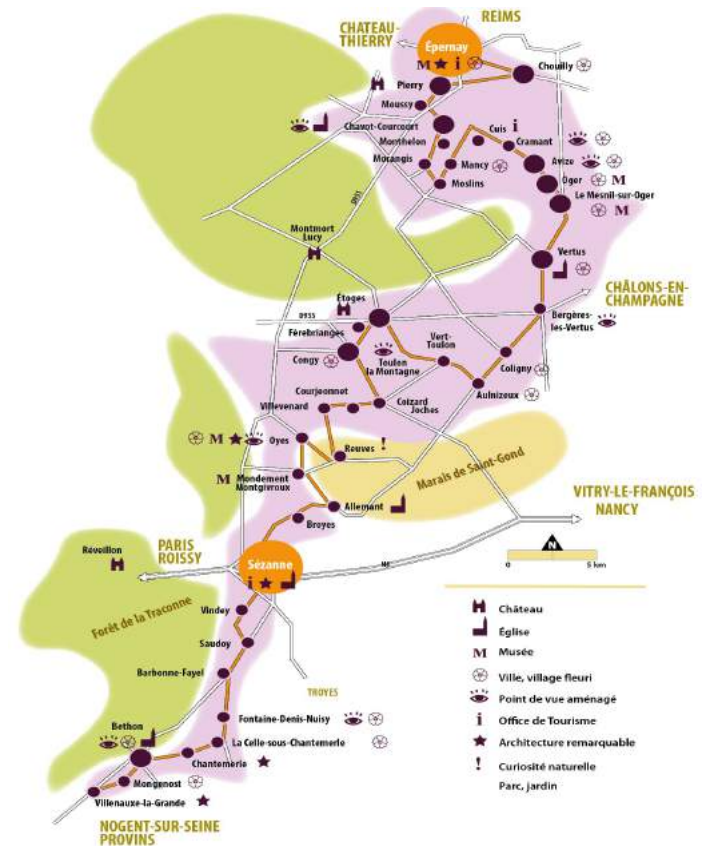 REIMS
CHATEAU-
THIERRY
Épernay
M
i
Chouilly
Pierry
Moussy
Chavot-Courcourt
Cuis
i
Monthelon
Cramant
Morangis
Mancy
Avize
Oger
M
Moslins
Le Mesnil-sur-Oger
M
D951
Montmort
Lucy
Vertus
CHÂLONS-EN-
CHAMPAGNE
Étoges
D933
Férebrianges
Bergères-
les-Vertus
Vert-
Toulon
Congy
Toulon
la Montagne
Coligny
Courjeonnet
Aulnizeux
Villevenard
Coizard
Joches
M
Oyes
Reuves
!
Marais de Saint-Gond
M
Mondement
Montgivroux
VITRY-LE-FRANÇOIS
NANCY
Allemant
Broyes
N
Réveillon
PARIS
ROISSY
Sézanne
N4
0
5 km
i
Forêt de la Traconne
Vindey
Château
Église
Saudoy
M
Musée
Barbonne-Fayel
Ville, village fleuri
TROYES
Point de vue aménagé
Fontaine-Denis-Nuisy
i
Office de Tourisme
Bethon
La Celle-sous-Chantemerle
Architecture remarquable
Chantemerle
!
Curiosité naturelle
Mongenost
Parc, jardin
Villenauxe-la-Grande
NOGENT-SUR-SEINE
PROVINS